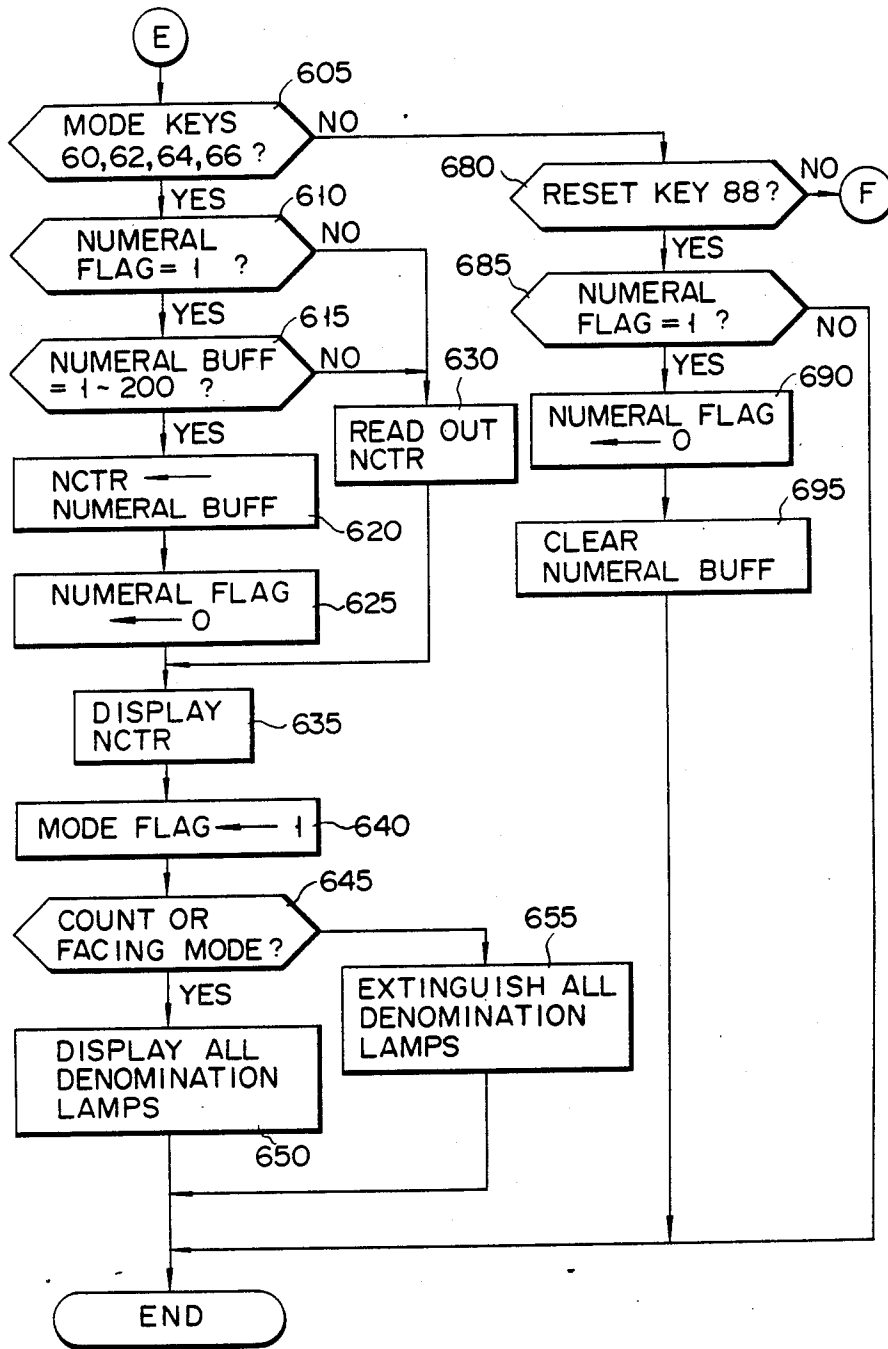 E
605
MODE KEYS
60,62,64,66 ?
NO
YES
610
NUMERAL
FLAG = 1 ?
NO
YES
615
NUMERAL BUFF
= 1 ~ 200 ?
NO
YES
630
READ OUT
NCTR
NCTR ←
NUMERAL BUFF
620
NUMERAL FLAG
← 0
625
DISPLAY
NCTR
635
MODE FLAG ← 1
640
645
COUNT OR
FACING MODE ?
YES
655
EXTINGUISH ALL
DENOMINATION
LAMPS
DISPLAY ALL
DENOMINATION
LAMPS
650
END
680
RESET KEY 88 ?
NO
F
YES
685
NUMERAL
FLAG = 1 ?
NO
YES
690
NUMERAL FLAG
← 0
695
CLEAR
NUMERAL BUFF